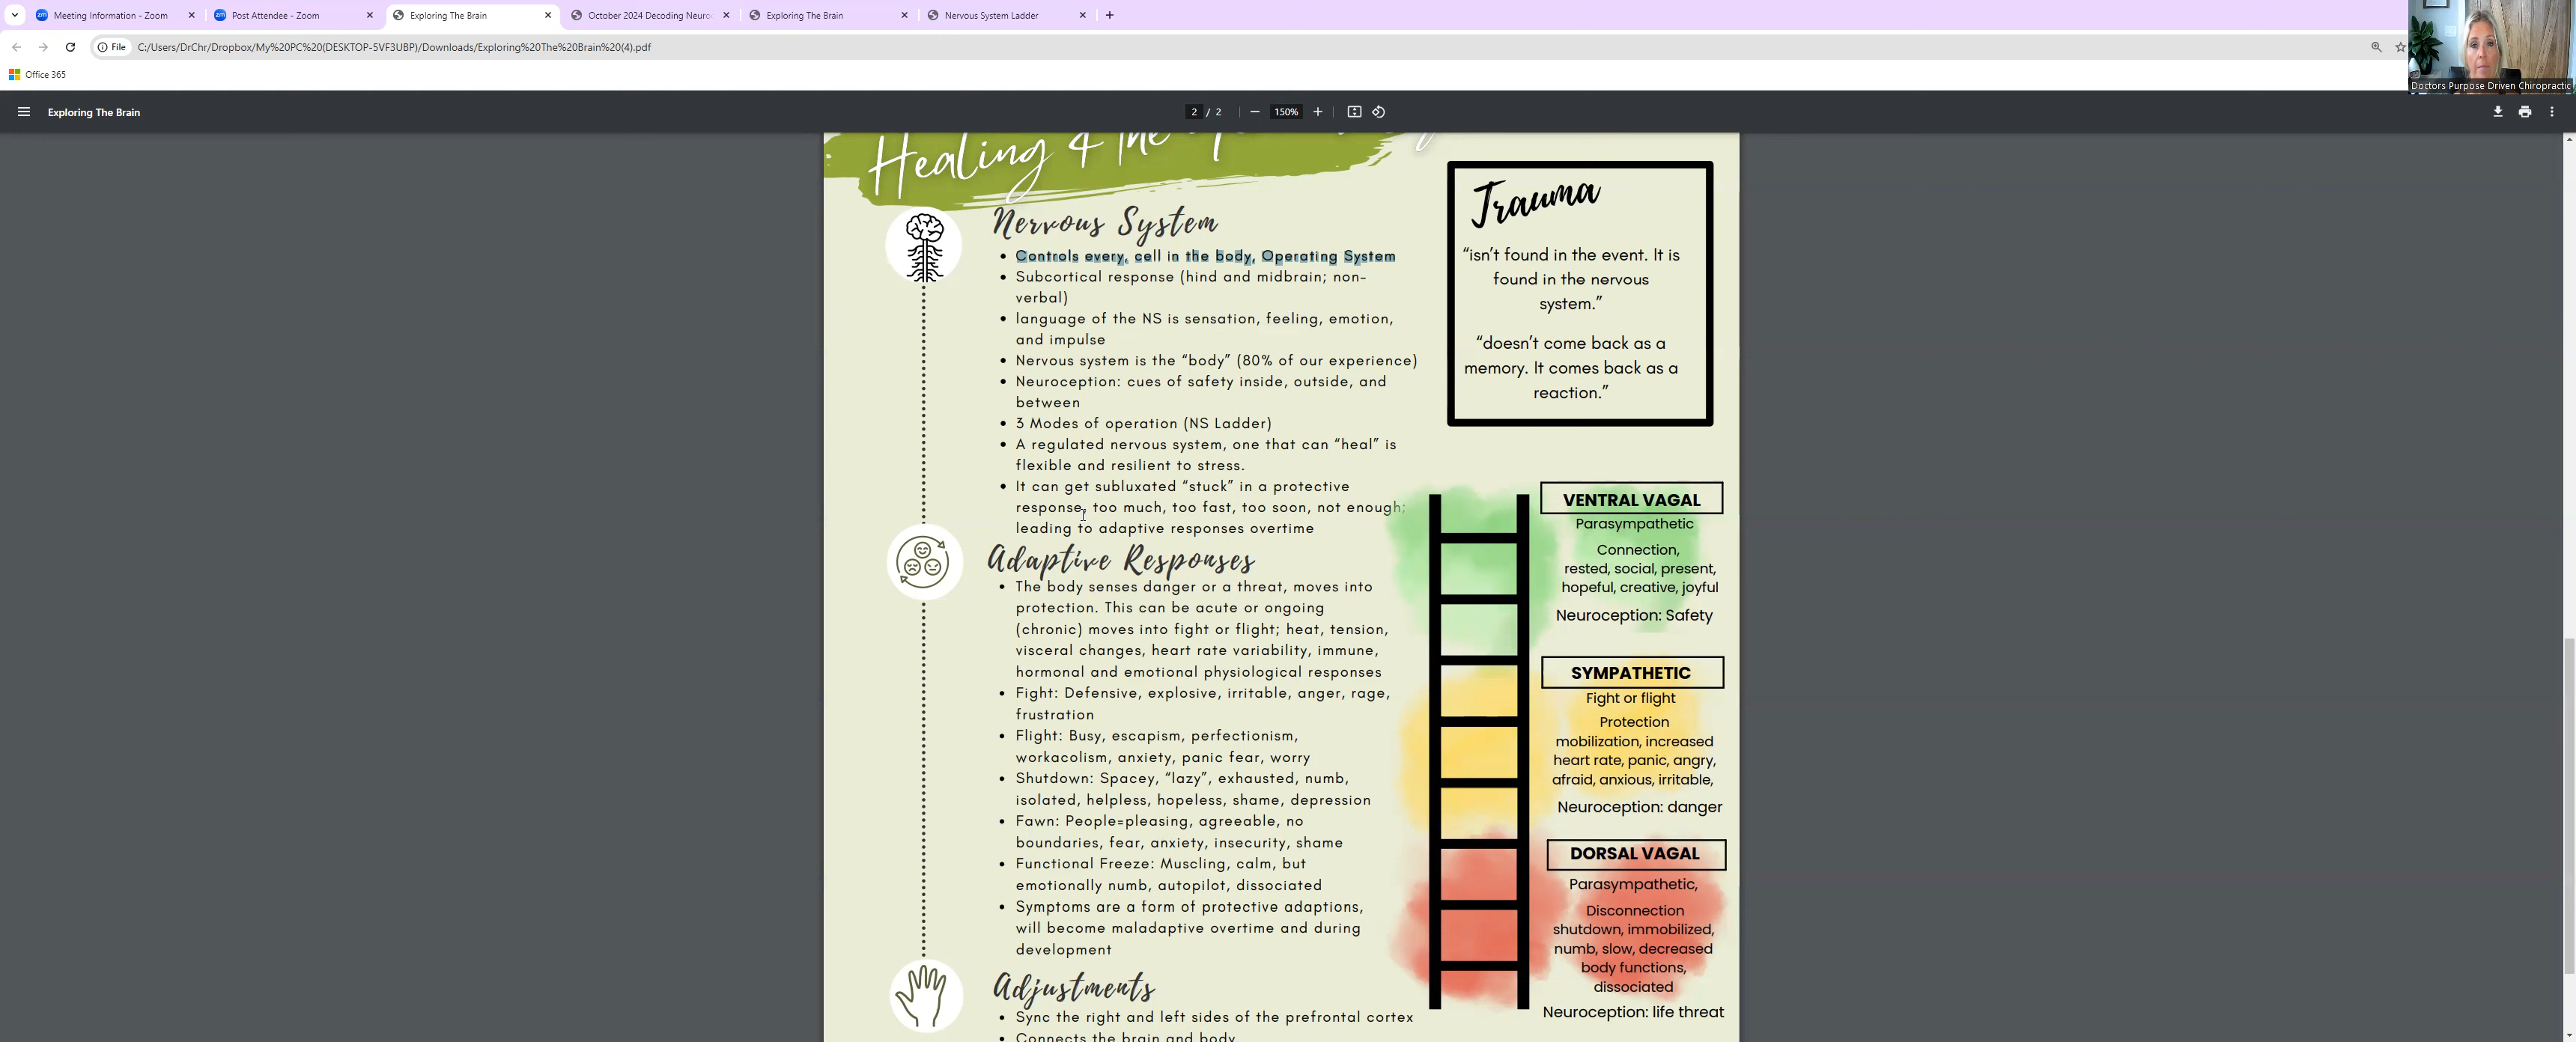 Meeting Information - Zoom
Post Attendee - Zoom
Exploring The Brain
October 2024 Decoding Neuro
Exploring The Brain
Nervous System Ladder
File
C:/Users/DrChr/Dropbox/My%20PC%20(DESKTOP-5VF3UBP)/Downloads/Exploring%20The%20Brain%20(4).pdf
Office 365
Doctors Purpose Driven Chiropractic
Exploring The Brain
2 / 2
150%
Healing & the
Nervous System
Controls every, cell in the body, Operating System
Subcortical response (hind and midbrain; non-
verbal)
language of the NS is sensation, feeling, emotion,
and impulse
Nervous system is the “body” (80% of our experience)
Neuroception: cues of safety inside, outside, and
between
3 Modes of operation (NS Ladder)
A regulated nervous system, one that can “heal” is
flexible and resilient to stress.
It can get subluxated “stuck” in a protective
response, too much, too fast, too soon, not enough;
leading to adaptive responses overtime
Adaptive Responses
The body senses danger or a threat, moves into
protection. This can be acute or ongoing
(chronic) moves into fight or flight; heat, tension,
visceral changes, heart rate variability, immune,
hormonal and emotional physiological responses
Fight: Defensive, explosive, irritable, anger, rage,
frustration
Flight: Busy, escapism, perfectionism,
workacolism, anxiety, panic fear, worry
Shutdown: Spacey, “lazy”, exhausted, numb,
isolated, helpless, hopeless, shame, depression
Fawn: People=pleasing, agreeable, no
boundaries, fear, anxiety, insecurity, shame
Functional Freeze: Muscling, calm, but
emotionally numb, autopilot, dissociated
Symptoms are a form of protective adaptions,
will become maladaptive overtime and during
development
Adjustments
Sync the right and left sides of the prefrontal cortex
Connects the brain and body
Trauma
“isn’t found in the event. It is
found in the nervous
system.”
“doesn’t come back as a
memory. It comes back as a
reaction.”
VENTRAL VAGAL
Parasympathetic
Connection,
rested, social, present,
hopeful, creative, joyful
Neuroception: Safety
SYMPATHETIC
Fight or flight
Protection
mobilization, increased
heart rate, panic, angry,
afraid, anxious, irritable,
Neuroception: danger
DORSAL VAGAL
Parasympathetic,
Disconnection
shutdown, immobilized,
numb, slow, decreased
body functions,
dissociated
Neuroception: life threat